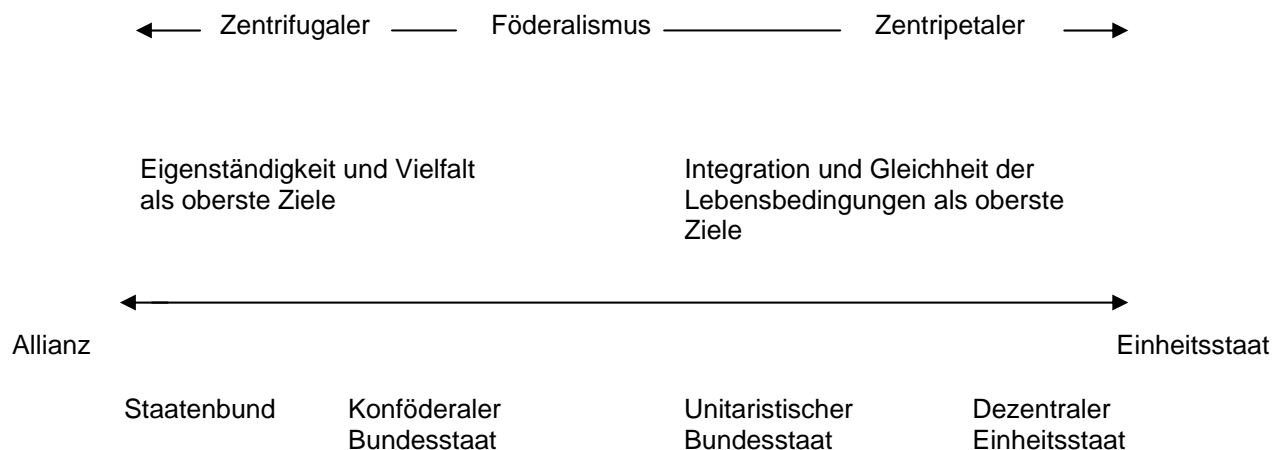 Zentrifugaler Föderalismus Zentripetaler
Eigenständigkeit und Vielfalt
als oberste Ziele
Integration und Gleichheit der
Lebensbedingungen als oberste
Ziele
Allianz
Einheitsstaat
Staatenbund
Konföderaler
Bundesstaat
Unitaristischer
Bundesstaat
Dezentraler
Einheitsstaat